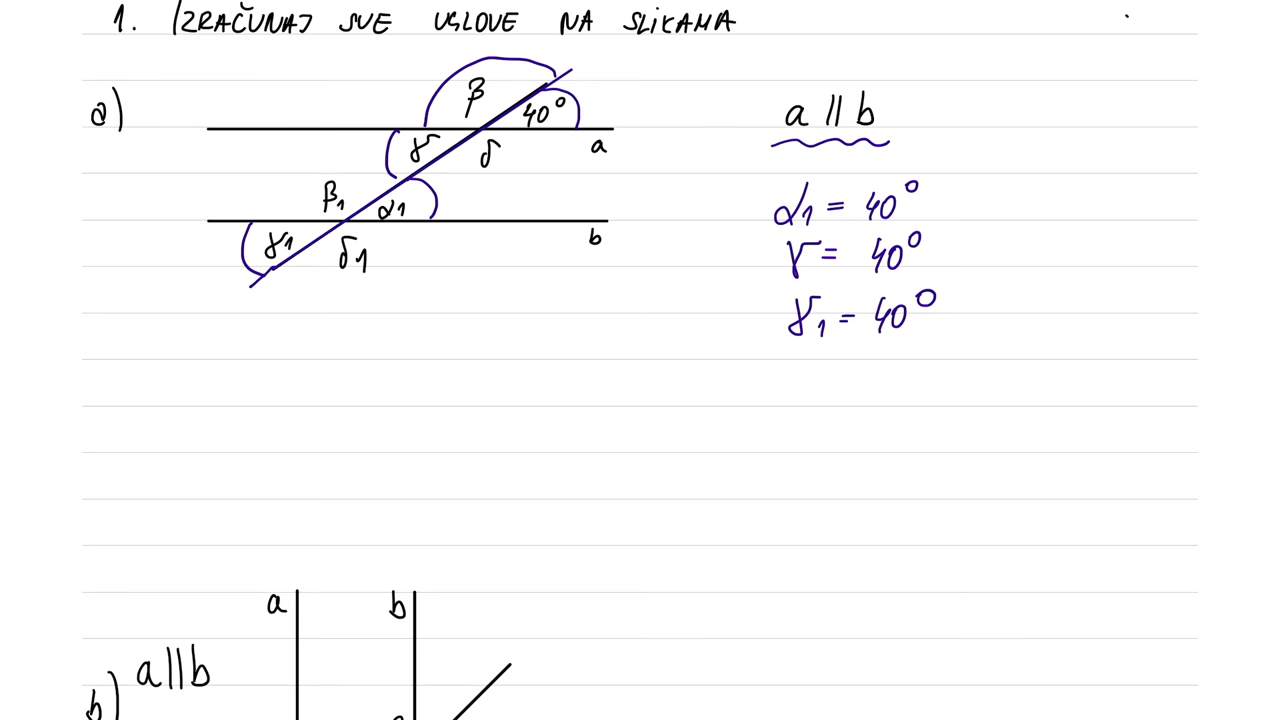 1. IZRAČUNAJ SVE UGLOVE NA SLIKAMA
a)
β
40°
γ
δ
a
β1
α1
γ1
δ1
b
a || b
α1 = 40°
γ = 40°
γ1 = 40°
a b
a || b
b)